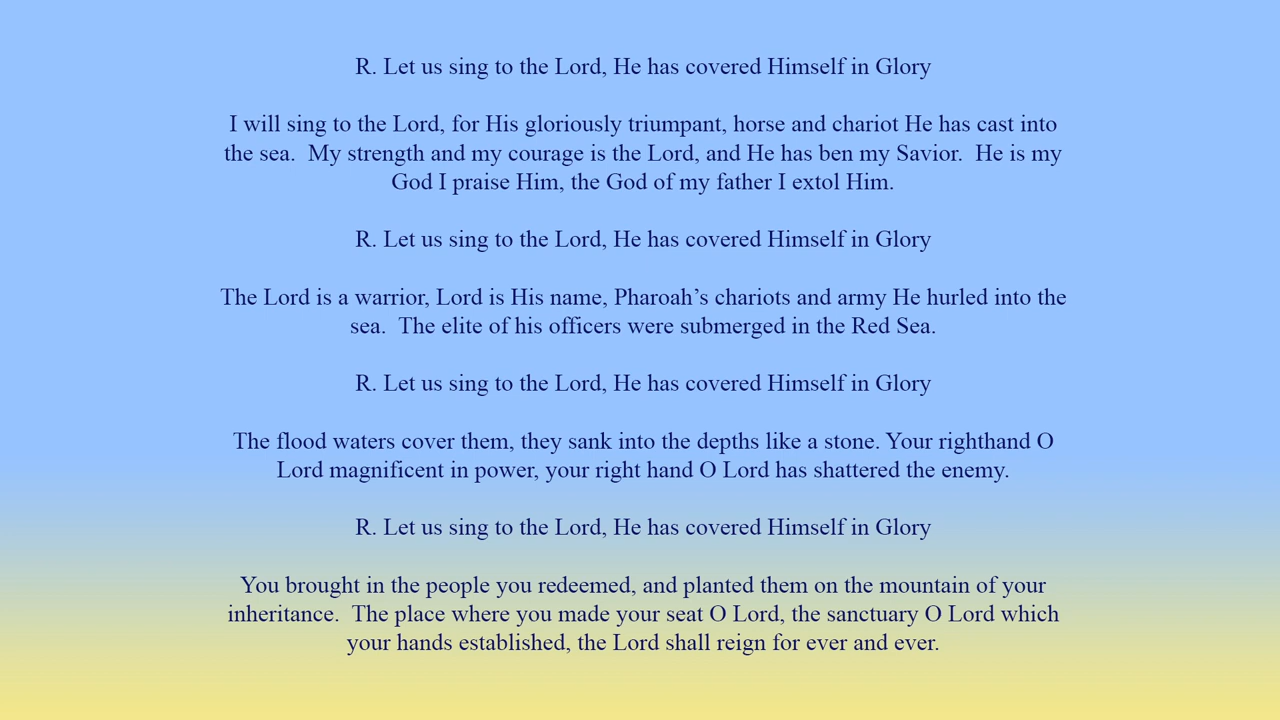 R. Let us sing to the Lord, He has covered Himself in Glory
I will sing to the Lord, for His gloriously triumpant, horse and chariot He has cast into
the sea.  My strength and my courage is the Lord, and He has ben my Savior.  He is my
God I praise Him, the God of my father I extol Him.
R. Let us sing to the Lord, He has covered Himself in Glory
The Lord is a warrior, Lord is His name, Pharoah’s chariots and army He hurled into the
sea.  The elite of his officers were submerged in the Red Sea.
R. Let us sing to the Lord, He has covered Himself in Glory
The flood waters cover them, they sank into the depths like a stone. Your righthand O
Lord magnificent in power, your right hand O Lord has shattered the enemy.
R. Let us sing to the Lord, He has covered Himself in Glory
You brought in the people you redeemed, and planted them on the mountain of your
inheritance.  The place where you made your seat O Lord, the sanctuary O Lord which
your hands established, the Lord shall reign for ever and ever.